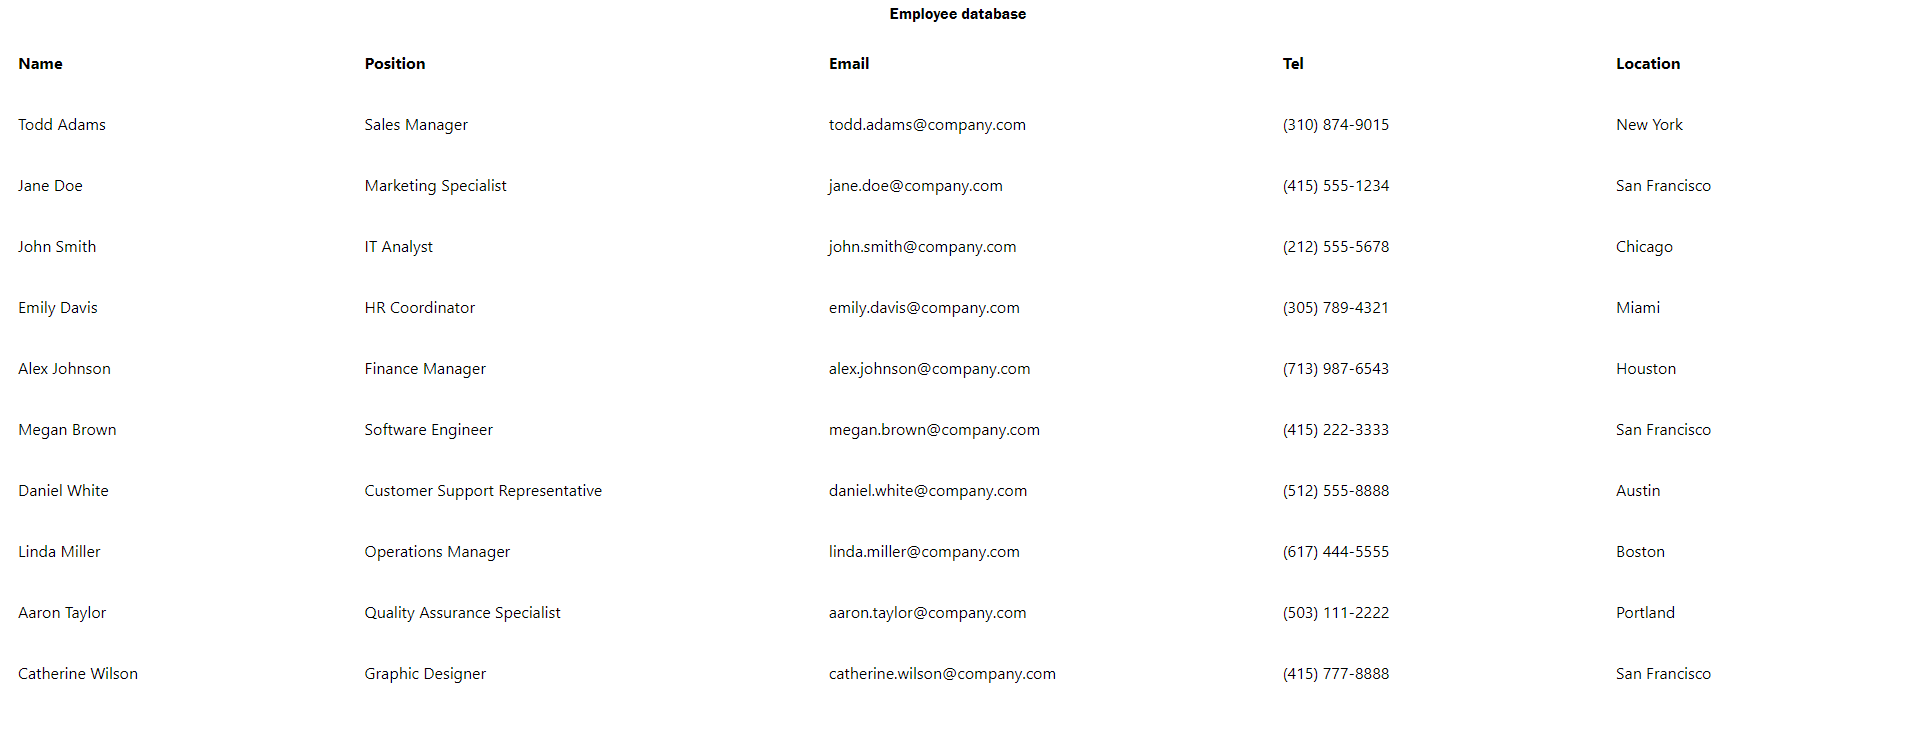 Employee database
Name Position Email Tel Location
Todd Adams Sales Manager todd.adams@company.com (310) 874-9015 New York
Jane Doe Marketing Specialist jane.doe@company.com (415) 555-1234 San Francisco
John Smith IT Analyst john.smith@company.com (212) 555-5678 Chicago
Emily Davis HR Coordinator emily.davis@company.com (305) 789-4321 Miami
Alex Johnson Finance Manager alex.johnson@company.com (713) 987-6543 Houston
Megan Brown Software Engineer megan.brown@company.com (415) 222-3333 San Francisco
Daniel White Customer Support Representative daniel.white@company.com (512) 555-8888 Austin
Linda Miller Operations Manager linda.miller@company.com (617) 444-5555 Boston
Aaron Taylor Quality Assurance Specialist aaron.taylor@company.com (503) 111-2222 Portland
Catherine Wilson Graphic Designer catherine.wilson@company.com (415) 777-8888 San Francisco